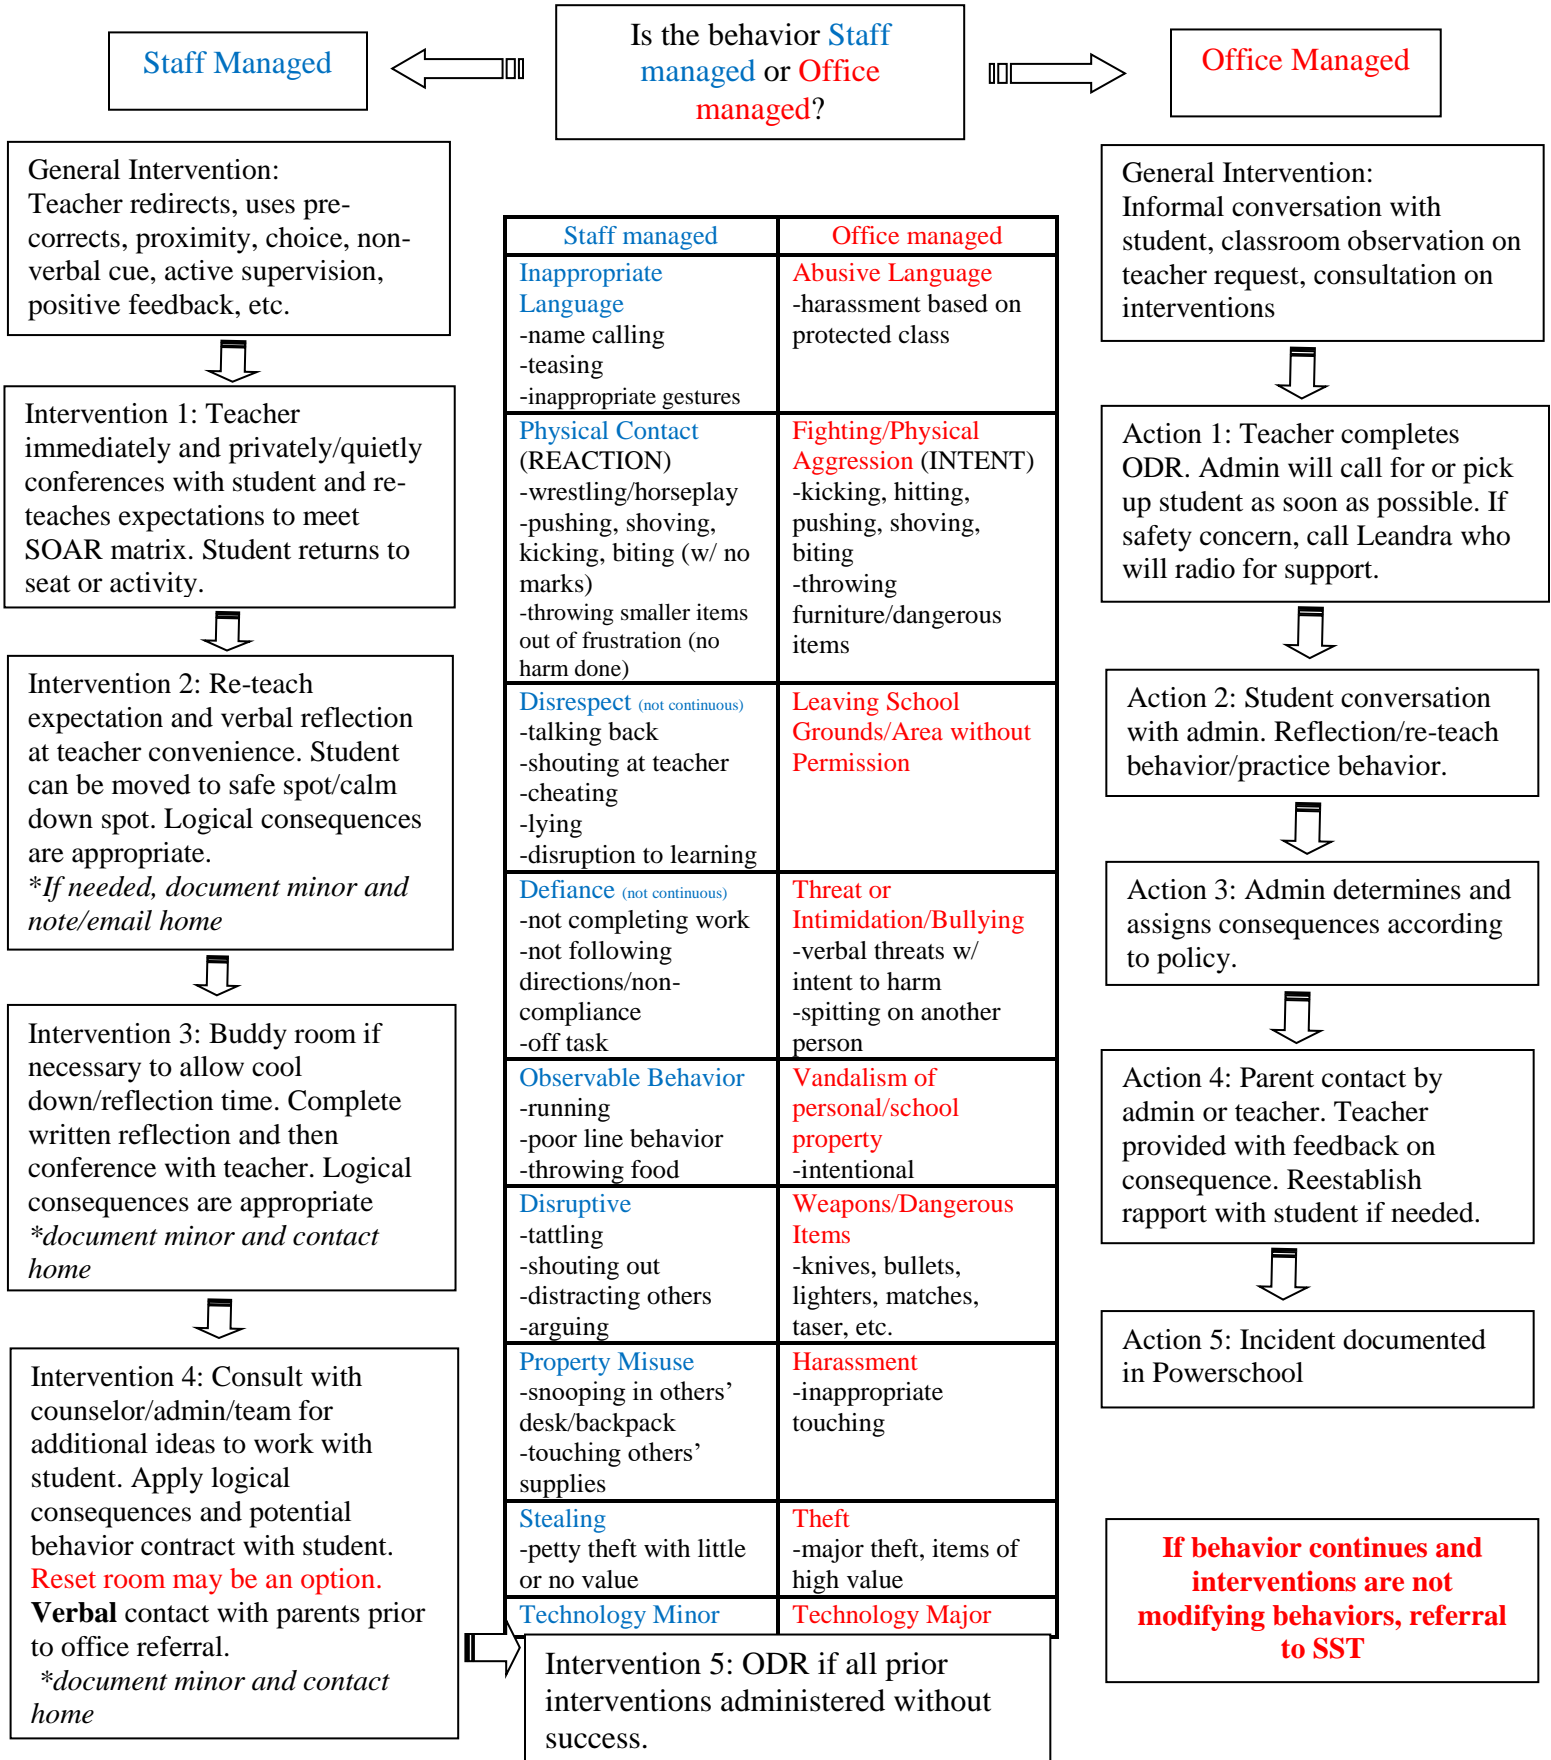 Staff Managed
Is the behavior Staff
managed or Office
managed?
Office Managed
General Intervention:
Teacher redirects, uses pre-
corrects, proximity, choice, non-
verbal cue, active supervision,
positive feedback, etc.
Intervention 1: Teacher
immediately and privately/quietly
conferences with student and re-
teaches expectations to meet
SOAR matrix. Student returns to
seat or activity.
Intervention 2: Re-teach
expectation and verbal reflection
at teacher convenience. Student
can be moved to safe spot/calm
down spot. Logical consequences
are appropriate.
*If needed, document minor and
note/email home
Intervention 3: Buddy room if
necessary to allow cool
down/reflection time. Complete
written reflection and then
conference with teacher. Logical
consequences are appropriate
*document minor and contact
home
Intervention 4: Consult with
counselor/admin/team for
additional ideas to work with
student. Apply logical
consequences and potential
behavior contract with student.
Reset room may be an option.
Verbal contact with parents prior
to office referral.
*document minor and contact
home
Staff managed
Office managed
Inappropriate
Language
-name calling
-teasing
-inappropriate gestures
Abusive Language
-harassment based on
protected class
Physical Contact
(REACTION)
-wrestling/horseplay
-pushing, shoving,
kicking, biting (w/ no
marks)
-throwing smaller items
out of frustration (no
harm done)
Fighting/Physical
Aggression (INTENT)
-kicking, hitting,
pushing, shoving,
biting
-throwing
furniture/dangerous
items
Disrespect (not continuous)
-talking back
-shouting at teacher
-cheating
-lying
-disruption to learning
Leaving School
Grounds/Area without
Permission
Defiance (not continuous)
-not completing work
-not following
directions/non-
compliance
-off task
Threat or
Intimidation/Bullying
-verbal threats w/
intent to harm
-spitting on another
person
Observable Behavior
-running
-poor line behavior
-throwing food
Vandalism of
personal/school
property
-intentional
Disruptive
-tattling
-shouting out
-distracting others
-arguing
Weapons/Dangerous
Items
-knives, bullets,
lighters, matches,
taser, etc.
Property Misuse
-snooping in others’
desk/backpack
-touching others’
supplies
Harassment
-inappropriate
touching
Stealing
-petty theft with little
or no value
Theft
-major theft, items of
high value
Technology Minor
Technology Major
Intervention 5: ODR if all prior
interventions administered without
success.
General Intervention:
Informal conversation with
student, classroom observation on
teacher request, consultation on
interventions
Action 1: Teacher completes
ODR. Admin will call for or pick
up student as soon as possible. If
safety concern, call Leandra who
will radio for support.
Action 2: Student conversation
with admin. Reflection/re-teach
behavior/practice behavior.
Action 3: Admin determines and
assigns consequences according
to policy.
Action 4: Parent contact by
admin or teacher. Teacher
provided with feedback on
consequence. Reestablish
rapport with student if needed.
Action 5: Incident documented
in Powerschool
If behavior continues and
interventions are not
modifying behaviors, referral
to SST